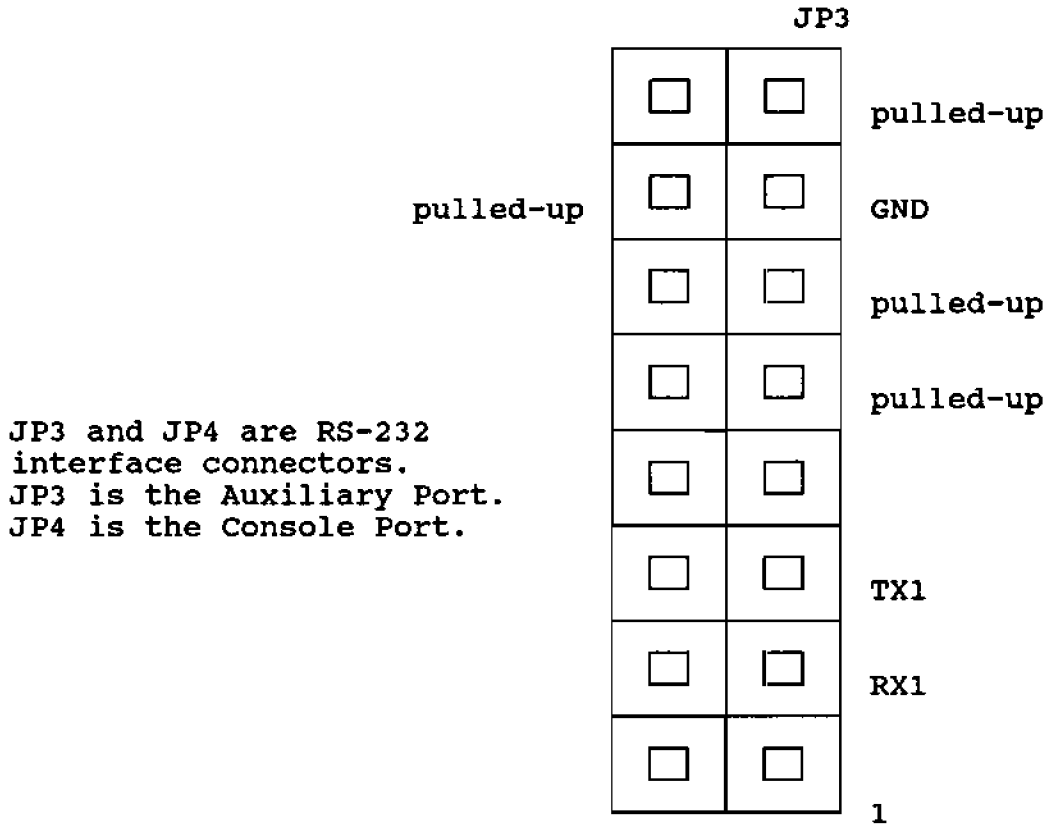 JP3
pulled-up
pulled-up
GND
pulled-up
pulled-up
JP3 and JP4 are RS-232
interface connectors.
JP3 is the Auxiliary Port.
JP4 is the Console Port.
TX1
RX1
1